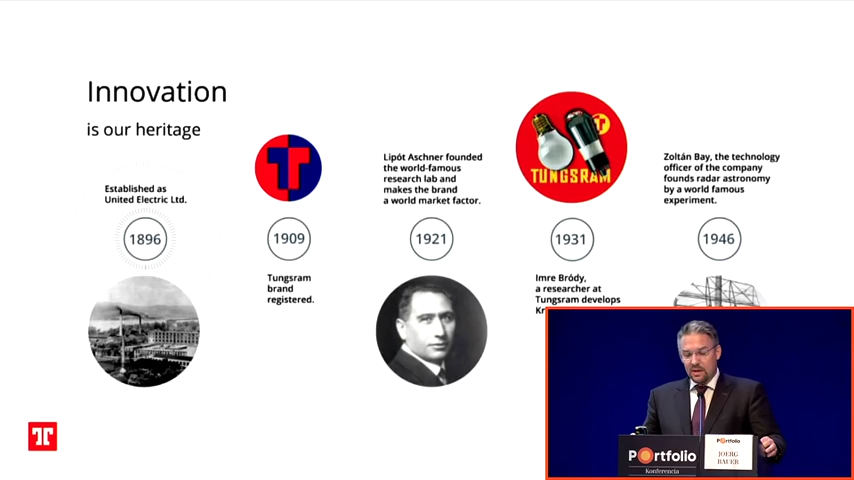 Innovation
is our heritage
Established as
United Electric Ltd.
1896
1909
Tungsram
brand
registered.
Lipót Aschner founded
the world-famous
research lab and
makes the brand
a world market factor.
1921
TUNGSRAM
1931
Imre Bródy,
a researcher at
Tungsram develops
Zoltán Bay, the technology
officer of the company
founds radar astronomy
by a world famous
experiment.
1946
Portfolio
Konferencia
Portfolio
JOERG
BAUER